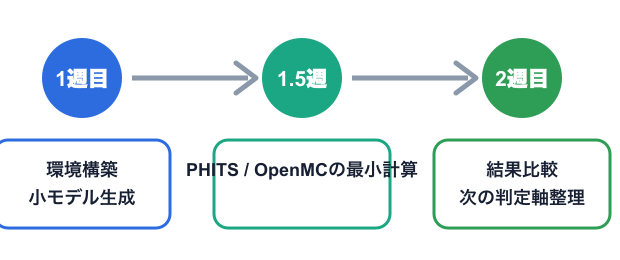 1週目
1.5週
2週目
環境構築
小モデル生成
PHITS / OpenMCの最小計算
結果比較
次の判定軸整理